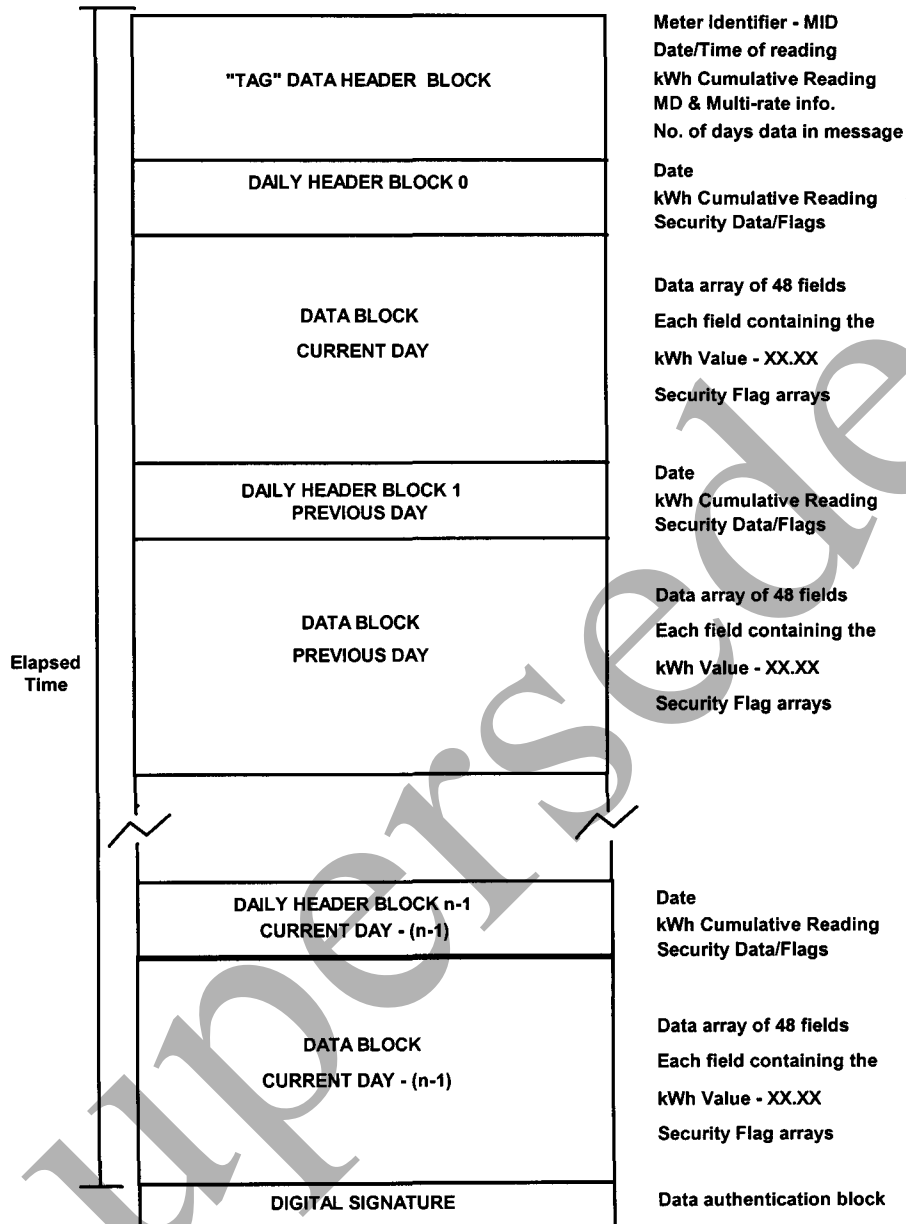 Meter Identifier - MID
Date/Time of reading
"TAG" DATA HEADER BLOCK
kWh Cumulative Reading
MD & Multi-rate info.
No. of days data in message
DAILY HEADER BLOCK 0
Date
kWh Cumulative Reading
Security Data/Flags
DATA BLOCK
CURRENT DAY
Data array of 48 fields
Each field containing the
kWh Value - XX.XX
Security Flag arrays
DAILY HEADER BLOCK 1
PREVIOUS DAY
Date
kWh Cumulative Reading
Security Data/Flags
DATA BLOCK
PREVIOUS DAY
Data array of 48 fields
Each field containing the
kWh Value - XX.XX
Security Flag arrays
Elapsed
Time
DAILY HEADER BLOCK n-1
CURRENT DAY - (n-1)
Date
kWh Cumulative Reading
Security Data/Flags
DATA BLOCK
CURRENT DAY - (n-1)
Data array of 48 fields
Each field containing the
kWh Value - XX.XX
Security Flag arrays
DIGITAL SIGNATURE
Data authentication block
upersede